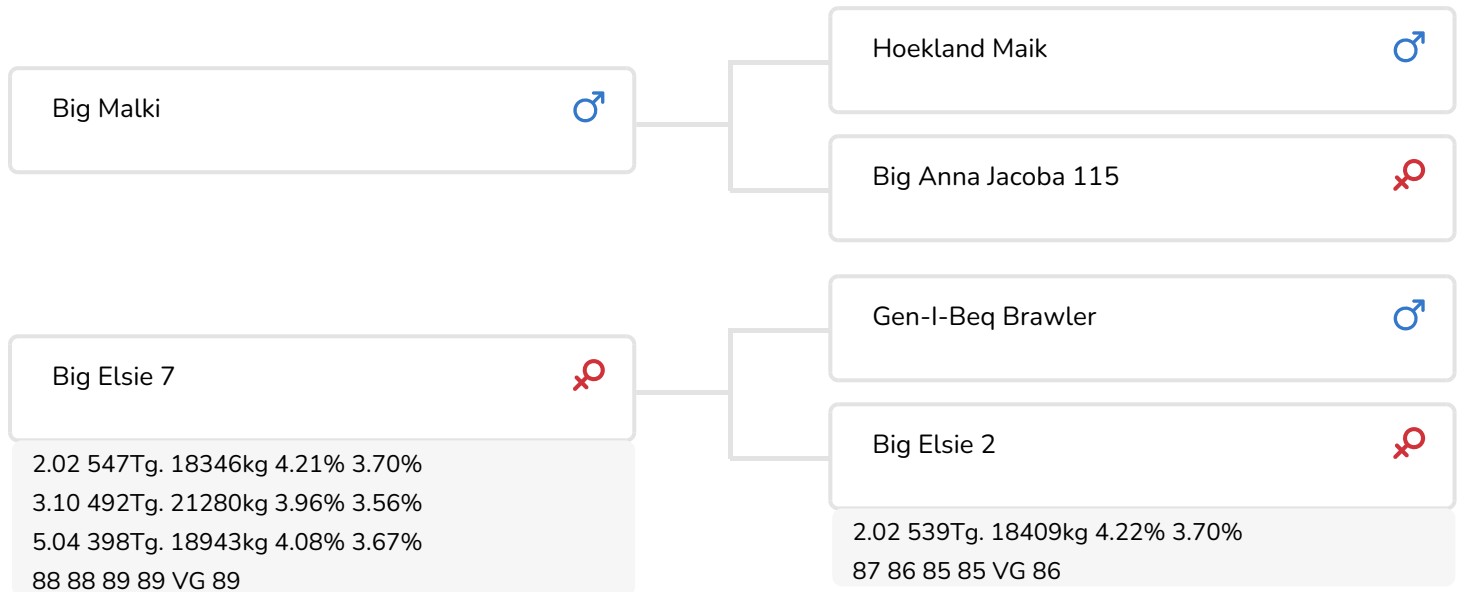 Big Malki
Hoekland Maik
Big Anna Jacoba 115
Big Elsie 7
2.02 547Tg. 18346kg 4.21% 3.70%
3.10 492Tg. 21280kg 3.96% 3.56%
5.04 398Tg. 18943kg 4.08% 3.67%
88 88 89 89 VG 89
Gen-I-Beq Brawler
Big Elsie 2
2.02 539Tg. 18409kg 4.22% 3.70%
87 86 85 85 VG 86